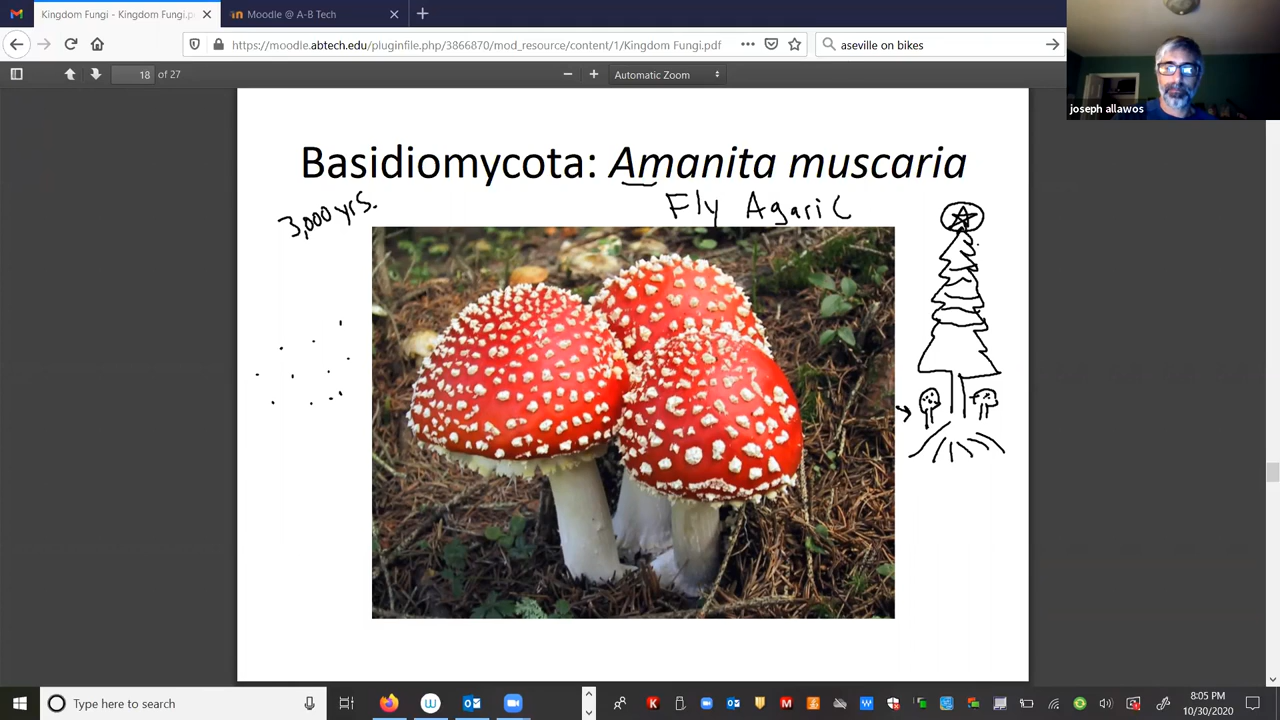 Kingdom Fungi - Kingdom Fungi.p
Moodle @ A-B Tech
https://moodle.abtech.edu/pluginfile.php/3866870/mod_resource/content/1/Kingdom Fungi.pdf
aseville on bikes
18 of 27
Automatic Zoom
joseph allawos
Basidiomycota: Amanita muscaria
3,000 yrs.
Fly Agaric
Type here to search
8:05 PM
10/30/2020